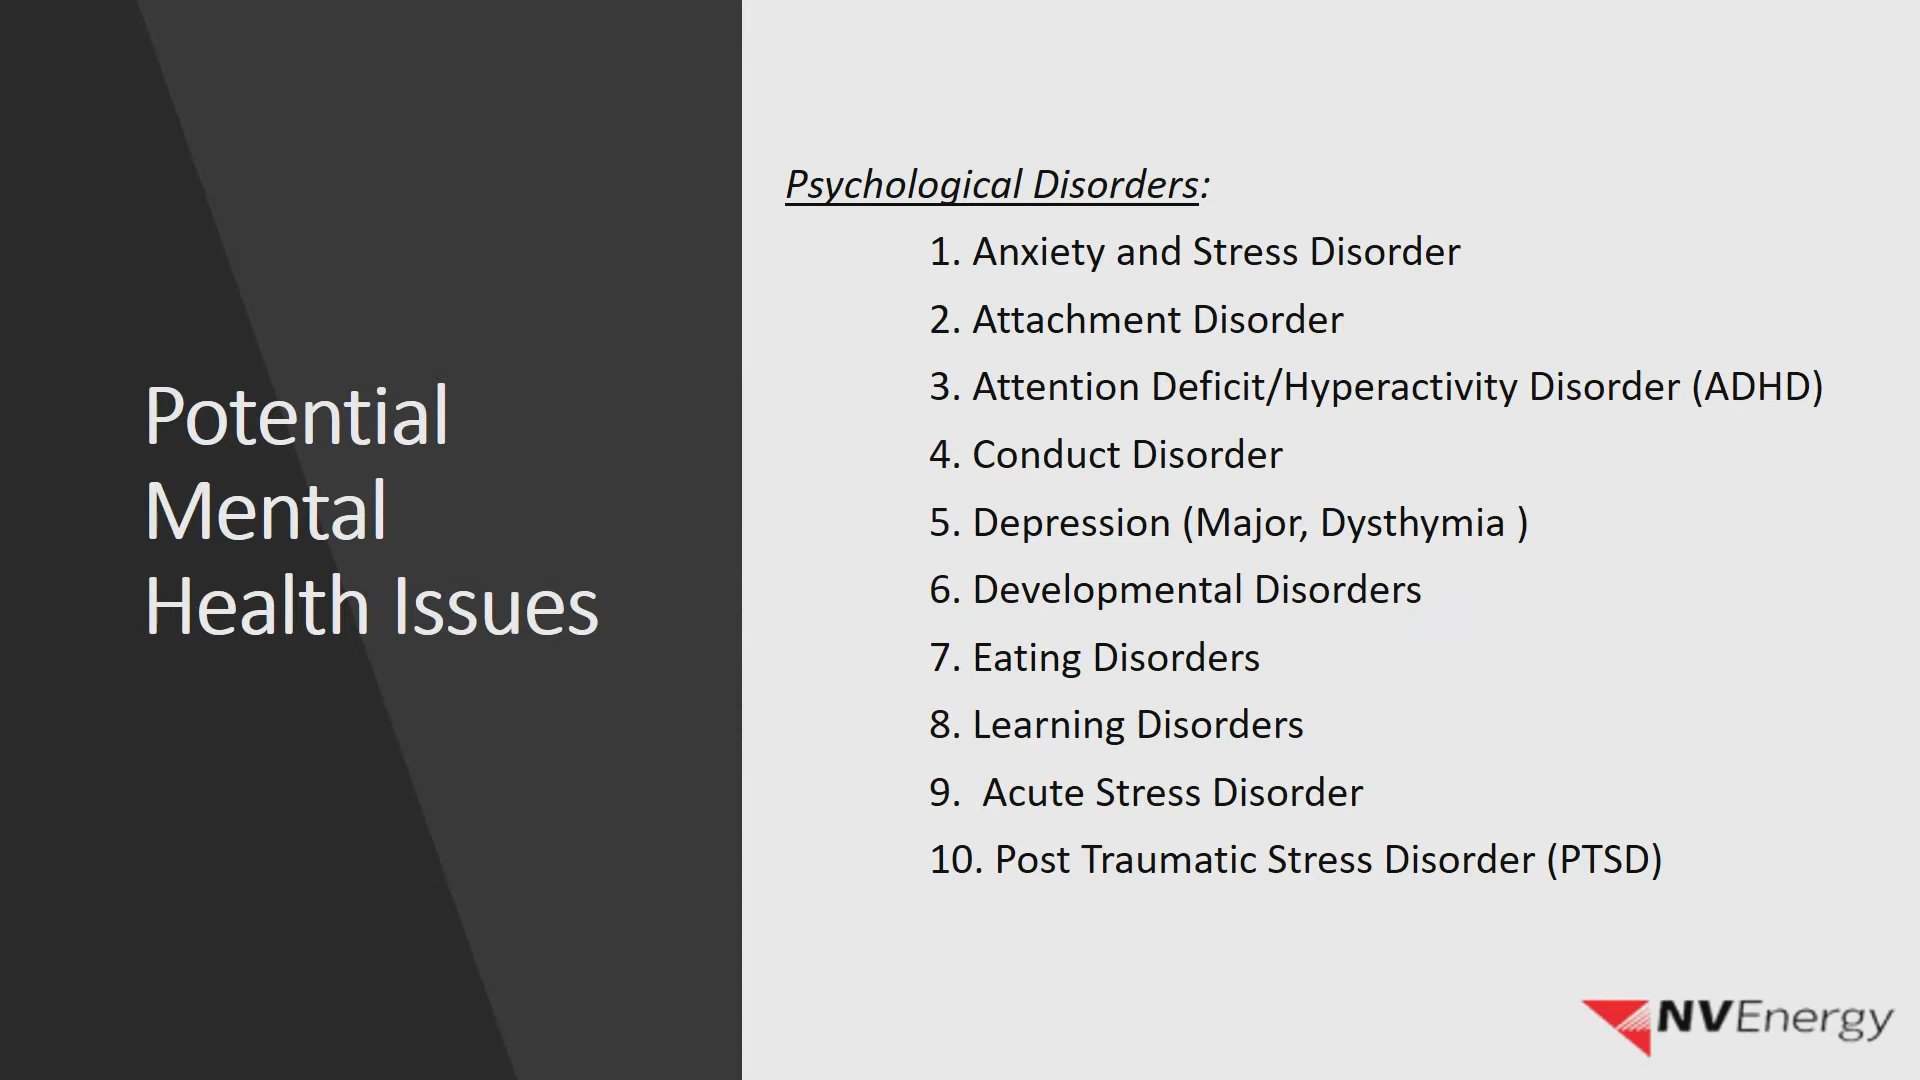 Potential
Mental
Health Issues
Psychological Disorders:
1. Anxiety and Stress Disorder
2. Attachment Disorder
3. Attention Deficit/Hyperactivity Disorder (ADHD)
4. Conduct Disorder
5. Depression (Major, Dysthymia )
6. Developmental Disorders
7. Eating Disorders
8. Learning Disorders
9.  Acute Stress Disorder
10. Post Traumatic Stress Disorder (PTSD)
NVEnergy